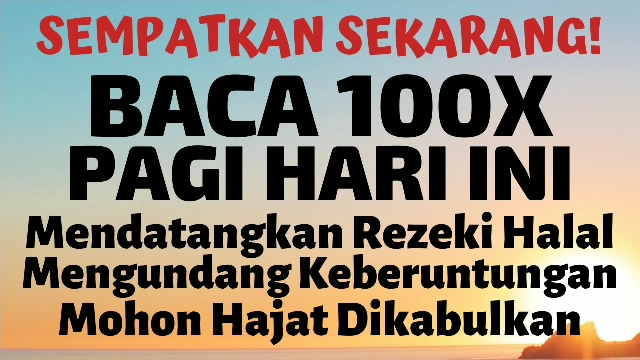 SEMPATKAN SEKARANG!
BACA 100X
PAGI HARI INI
Mendatangkan Rezeki Halal
Mengundang Keberuntungan
Mohon Hajat Dikabulkan